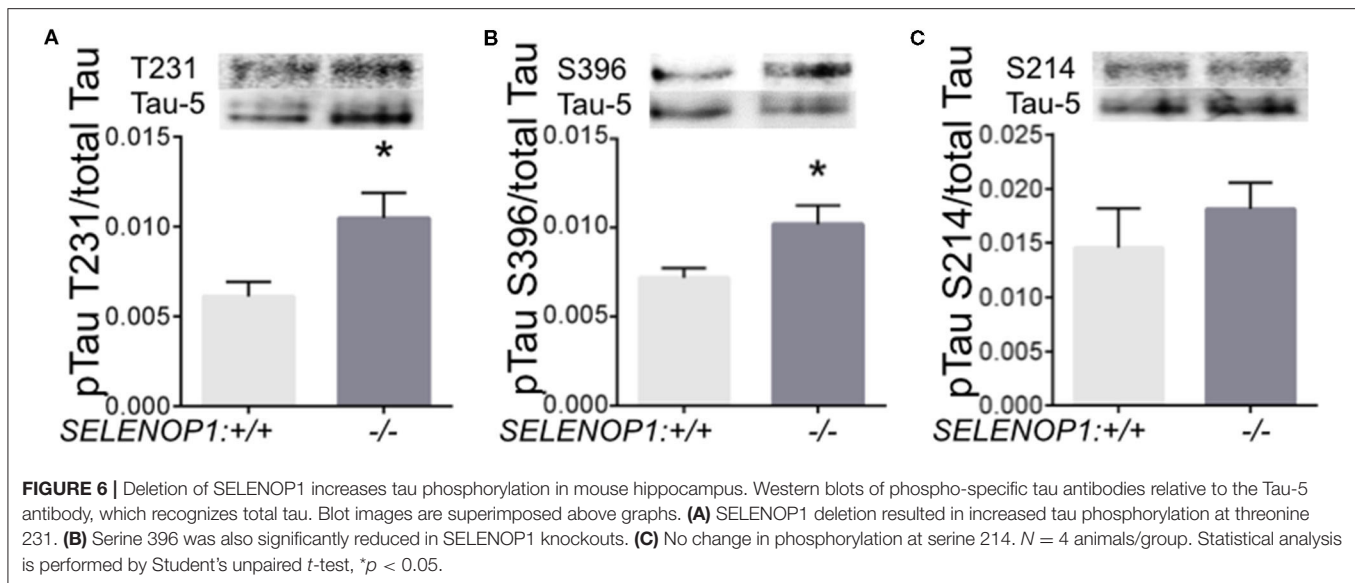 A
T231
Tau-5
pTau T231/total Tau
0.015
*
0.010
0.005
0.000
SELENOP1:+/+ -/-
B
S396
Tau-5
pTau S396/total Tau
0.015
*
0.010
0.005
0.000
SELENOP1:+/+ -/-
C
S214
Tau-5
pTau S214/total Tau
0.025
0.020
0.015
0.010
0.005
0.000
SELENOP1:+/+ -/-
FIGURE 6 | Deletion of SELENOP1 increases tau phosphorylation in mouse hippocampus. Western blots of phospho-specific tau antibodies relative to the Tau-5
antibody, which recognizes total tau. Blot images are superimposed above graphs. (A) SELENOP1 deletion resulted in increased tau phosphorylation at threonine
231. (B) Serine 396 was also significantly reduced in SELENOP1 knockouts. (C) No change in phosphorylation at serine 214. N = 4 animals/group. Statistical analysis
is performed by Student's unpaired t-test, *p < 0.05.